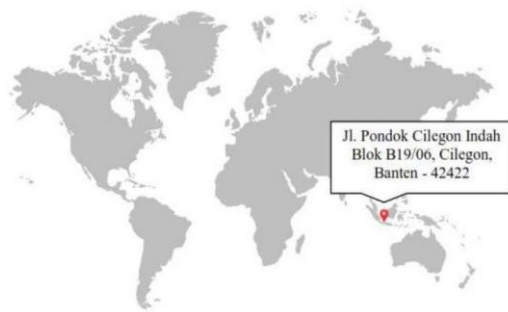 Jl. Pondok Cilegon Indah
Blok B19/06, Cilegon,
Banten - 42422